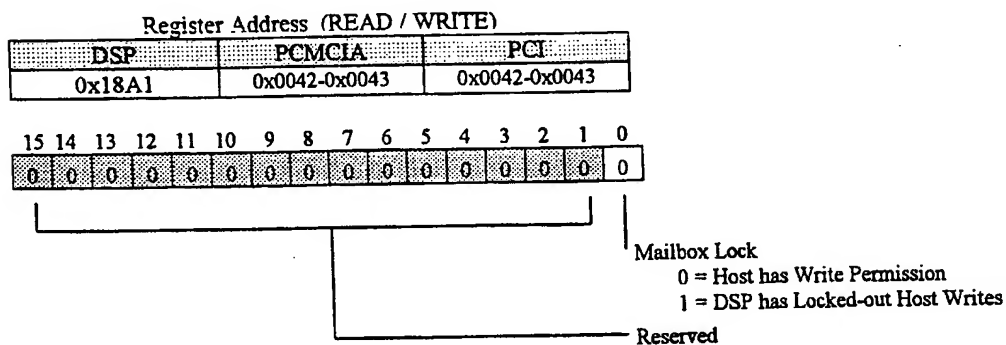 Register Address (READ / WRITE)
DSP PCMCIA PCI
0x18A1 0x0042-0x0043 0x0042-0x0043
15 14 13 12 11 10 9 8 7 6 5 4 3 2 1 0
0 0 0 0 0 0 0 0 0 0 0 0 0 0 0 0
Mailbox Lock
0 = Host has Write Permission
1 = DSP has Locked-out Host Writes
Reserved